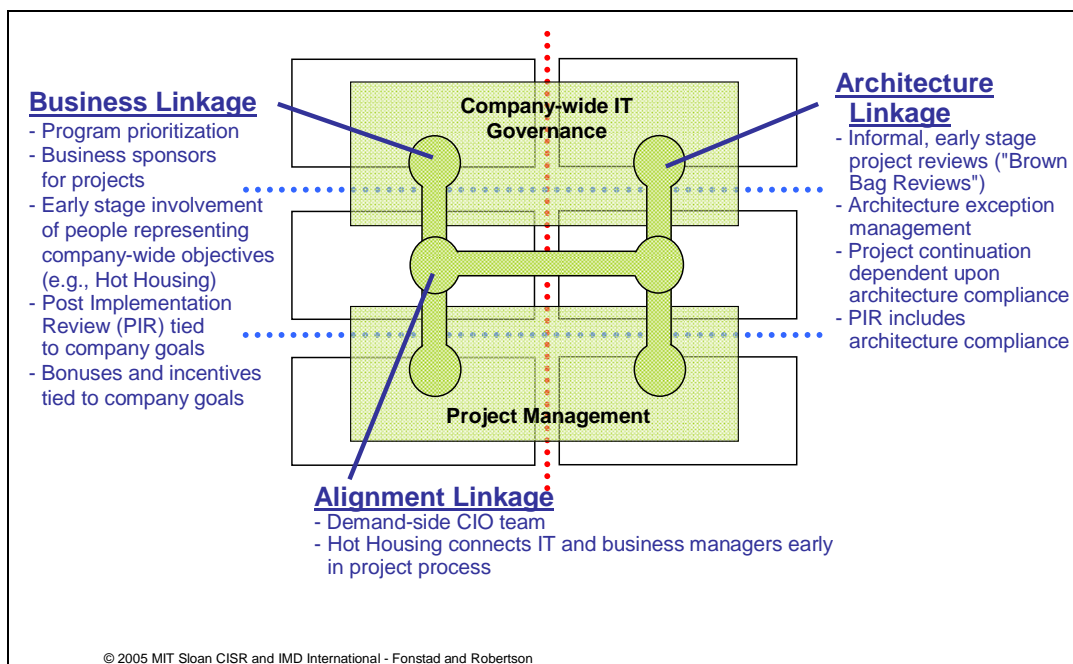 Business Linkage
- Program prioritization
- Business sponsors
for projects
- Early stage involvement
of people representing
company-wide objectives
(e.g., Hot Housing)
- Post Implementation
Review (PIR) tied
to company goals
- Bonuses and incentives
tied to company goals
Company-wide IT
Governance
Project Management
Architecture
Linkage
- Informal, early stage
project reviews ("Brown
Bag Reviews")
- Architecture exception
management
- Project continuation
dependent upon
architecture compliance
- PIR includes
architecture compliance
Alignment Linkage
- Demand-side CIO team
- Hot Housing connects IT and business managers early
in project process
© 2005 MIT Sloan CISR and IMD International - Fonstad and Robertson